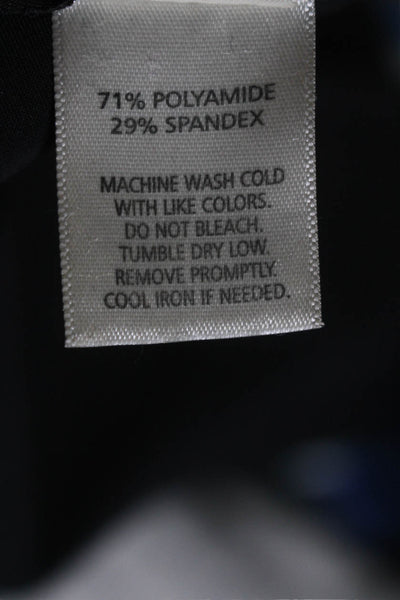 71% POLYAMIDE
29% SPANDEX
MACHINE WASH COLD
WITH LIKE COLORS.
DO NOT BLEACH.
TUMBLE DRY LOW.
REMOVE PROMPTLY.
COOL IRON IF NEEDED.